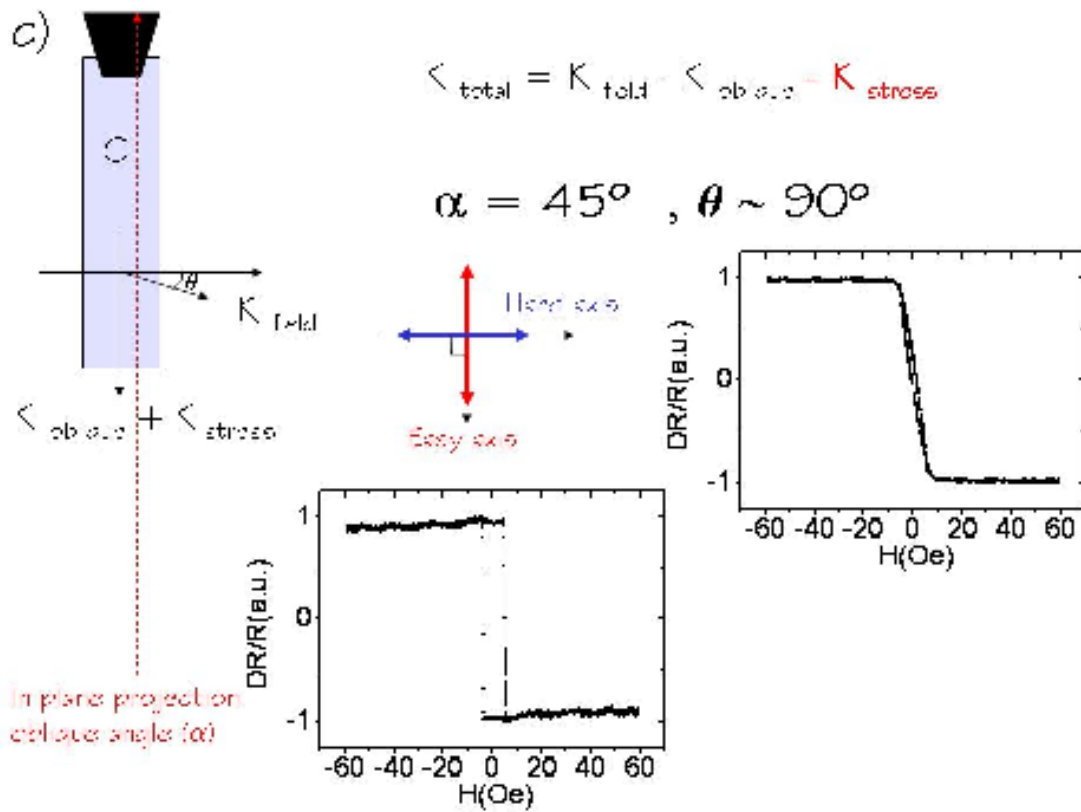 c)
K total = K field - K oblique - K stress
C
α = 45º , θ ~ 90º
θ
K field
Hard axis
K oblique + K stress
Easy axis
1
0
-1
DR/R(a.u.)
-60 -40 -20 0 20 40 60
H(Oe)
1
0
-1
DR/R(a.u.)
-60 -40 -20 0 20 40 60
H(Oe)
In plane projection
oblique angle (α)